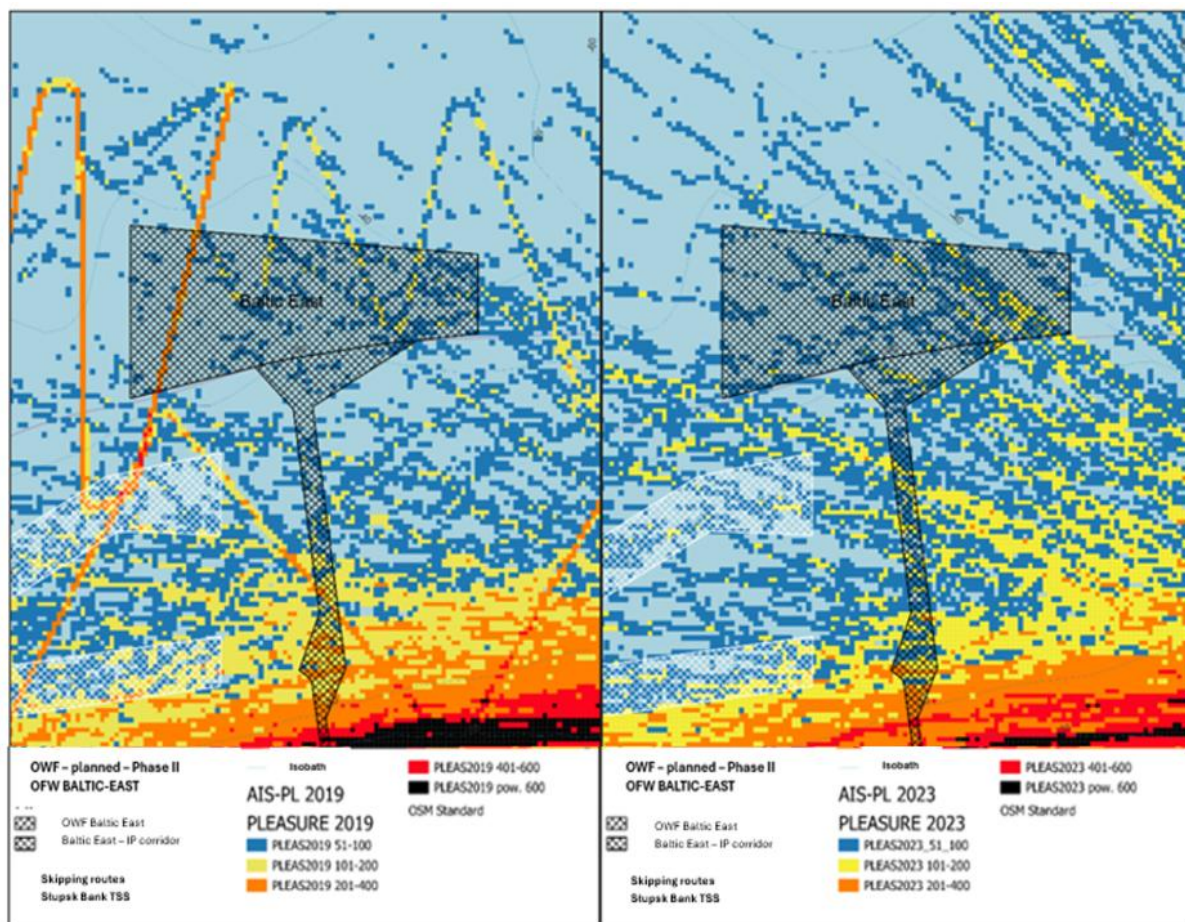 Baltic East
Baltic East
OWF – planned – Phase II
OFW BALTIC-EAST
OWF Baltic East
Baltic East – IP corridor
Skipping routes
Słupsk Bank TSS
Isobath
AIS-PL 2019
PLEASURE 2019
PLEAS2019 51-100
PLEAS2019 101-200
PLEAS2019 201-400
PLEAS2019 401-600
PLEAS2019 pow. 600
OSM Standard
OWF – planned – Phase II
OFW BALTIC-EAST
OWF Baltic East
Baltic East – IP corridor
Skipping routes
Słupsk Bank TSS
Isobath
AIS-PL 2023
PLEASURE 2023
PLEAS2023_51_100
PLEAS2023 101-200
PLEAS2023 201-400
PLEAS2023 401-600
PLEAS2023 pow. 600
OSM Standard